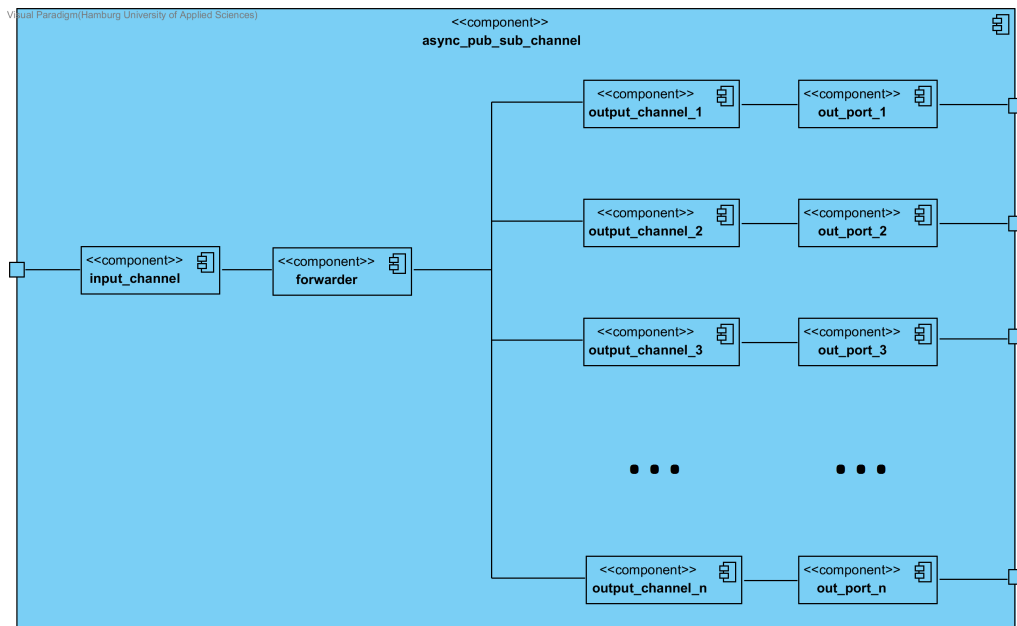 Visual Paradigm(Hamburg University of Applied Sciences)
<<component>>
async_pub_sub_channel
<<component>>
output_channel_1
<<component>>
out_port_1
<<component>>
output_channel_2
<<component>>
out_port_2
<<component>>
input_channel
<<component>>
forwarder
<<component>>
output_channel_3
<<component>>
out_port_3
<<component>>
output_channel_n
<<component>>
out_port_n